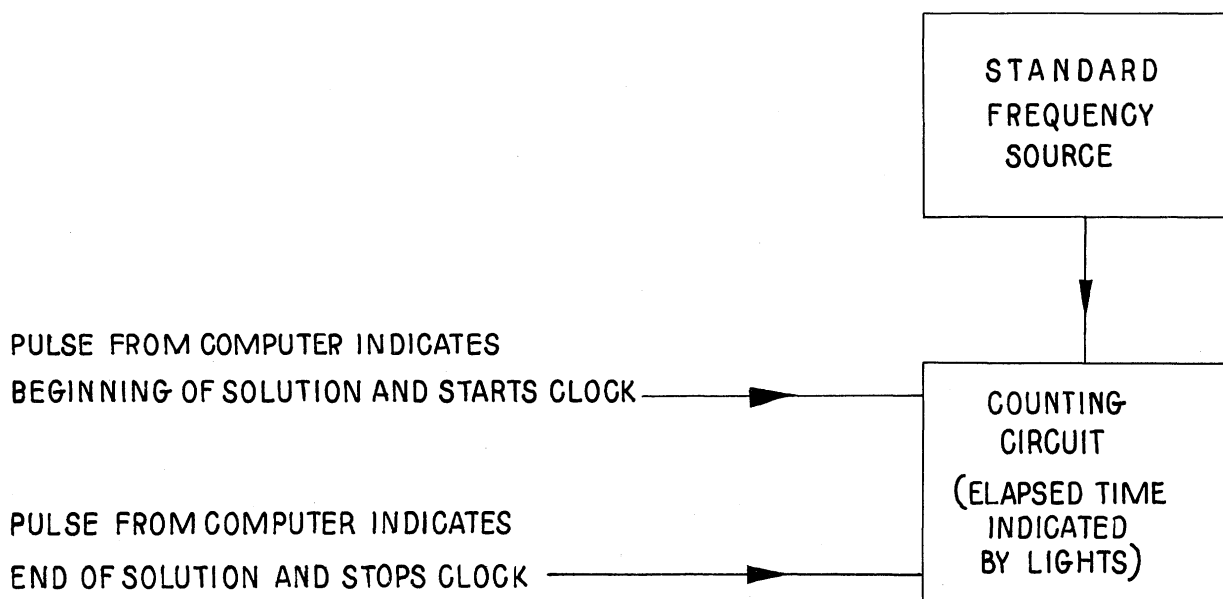 STANDARD
FREQUENCY
SOURCE
PULSE FROM COMPUTER INDICATES
BEGINNING OF SOLUTION AND STARTS CLOCK
COUNTING
CIRCUIT
(ELAPSED TIME
INDICATED
BY LIGHTS)
PULSE FROM COMPUTER INDICATES
END OF SOLUTION AND STOPS CLOCK